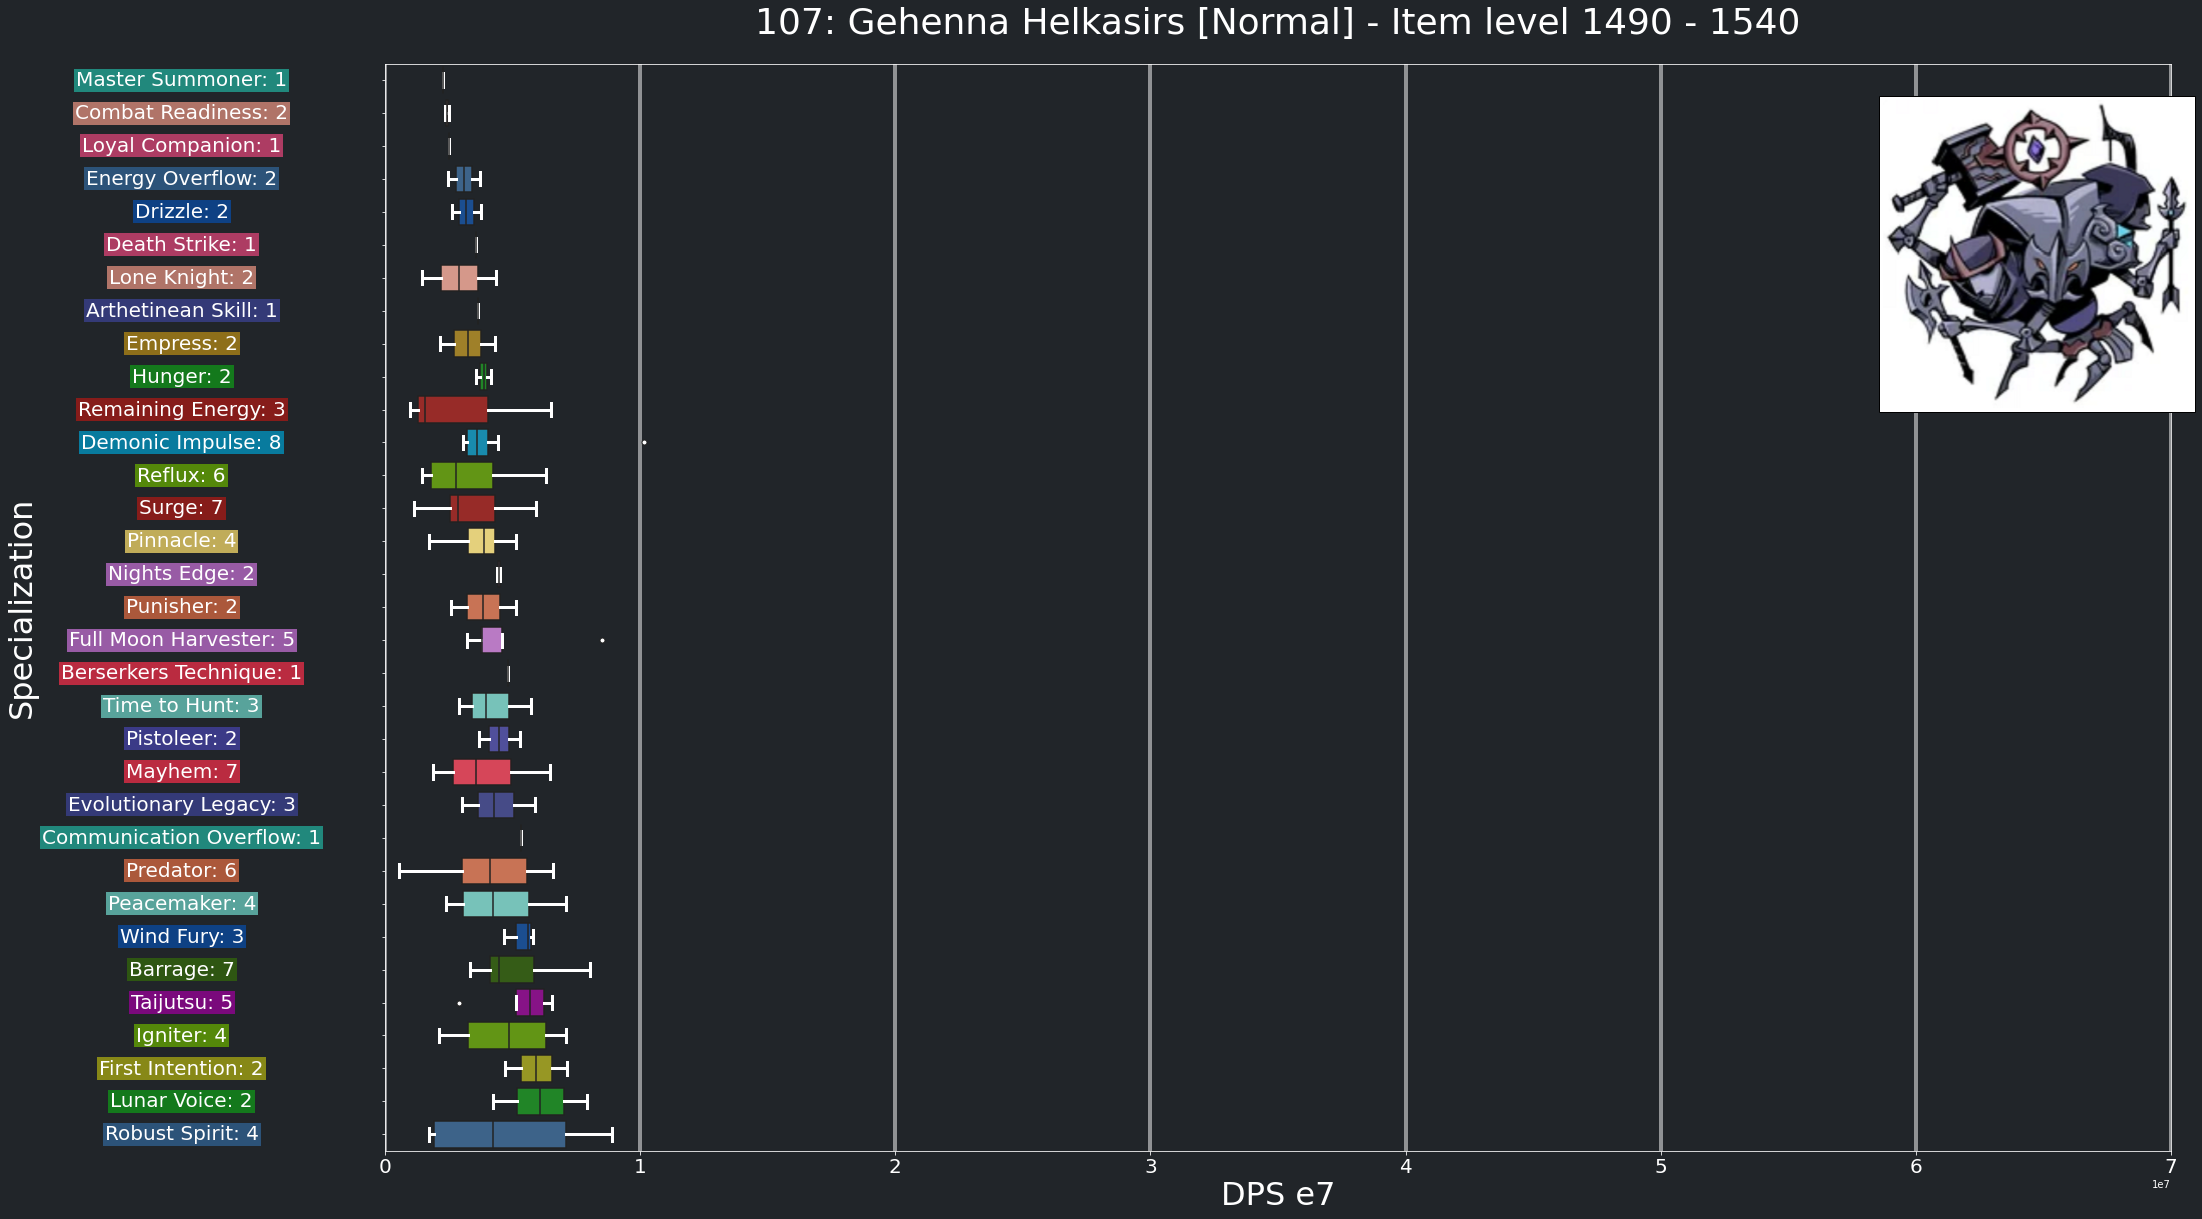 107: Gehenna Helkasirs [Normal] - Item level 1490 - 1540
Specialization
Master Summoner: 1
Combat Readiness: 2
Loyal Companion: 1
Energy Overflow: 2
Drizzle: 2
Death Strike: 1
Lone Knight: 2
Arthetinean Skill: 1
Empress: 2
Hunger: 2
Remaining Energy: 3
Demonic Impulse: 8
Reflux: 6
Surge: 7
Pinnacle: 4
Nights Edge: 2
Punisher: 2
Full Moon Harvester: 5
Berserkers Technique: 1
Time to Hunt: 3
Pistoleer: 2
Mayhem: 7
Evolutionary Legacy: 3
Communication Overflow: 1
Predator: 6
Peacemaker: 4
Wind Fury: 3
Barrage: 7
Taijutsu: 5
Igniter: 4
First Intention: 2
Lunar Voice: 2
Robust Spirit: 4
0 1 2 3 4 5 6 7
1e7
DPS e7